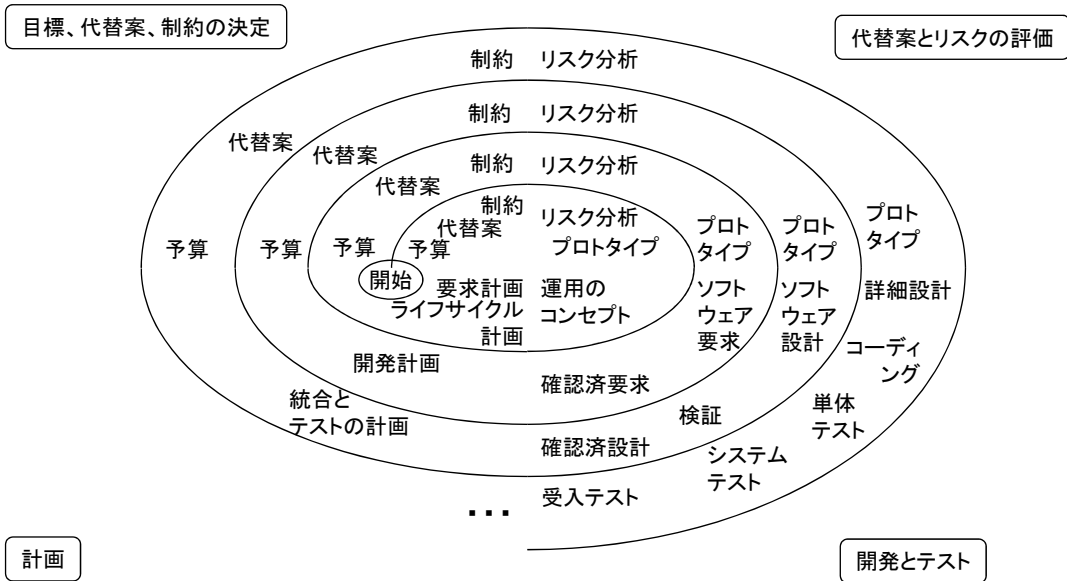 目標、代替案、制約の決定
代替案とリスクの評価
制約 リスク分析
制約 リスク分析
代替案
代替案
制約 リスク分析
代替案
制約
リスク分析
代替案
プロト
タイプ
プロト
タイプ
プロト
タイプ
予算
予算
予算
予算
プロトタイプ
開始
要求計画
ライフサイクル
計画
運用の
コンセプト
ソフト
ウェア
要求
ソフト
ウェア
設計
詳細設計
コーディ
ング
開発計画
確認済要求
統合と
テストの計画
検証
単体
テスト
確認済設計
システム
テスト
受入テスト
...
計画
開発とテスト